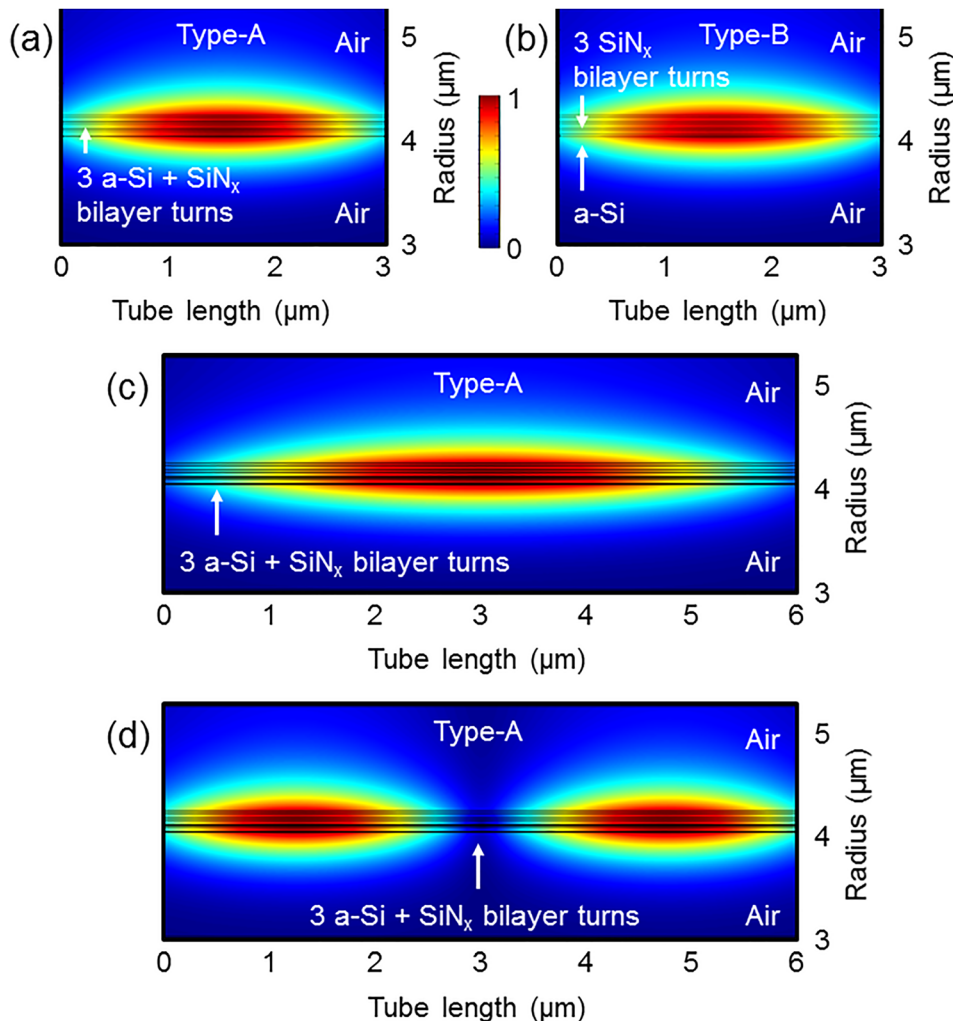 (a)
Type-A
Air
5
4
3
Radius (µm)
3 a-Si + SiNₓ
bilayer turns
Air
0
1
2
3
Tube length (µm)
1
0
(b)
3 SiNₓ
bilayer turns
Type-B
Air
5
4
3
Radius (µm)
a-Si
Air
0
1
2
3
Tube length (µm)
(c)
Type-A
Air
5
4
3
Radius (µm)
3 a-Si + SiNₓ bilayer turns
Air
0
1
2
3
4
5
6
Tube length (µm)
(d)
Type-A
Air
5
4
3
Radius (µm)
3 a-Si + SiNₓ bilayer turns
Air
0
1
2
3
4
5
6
Tube length (µm)